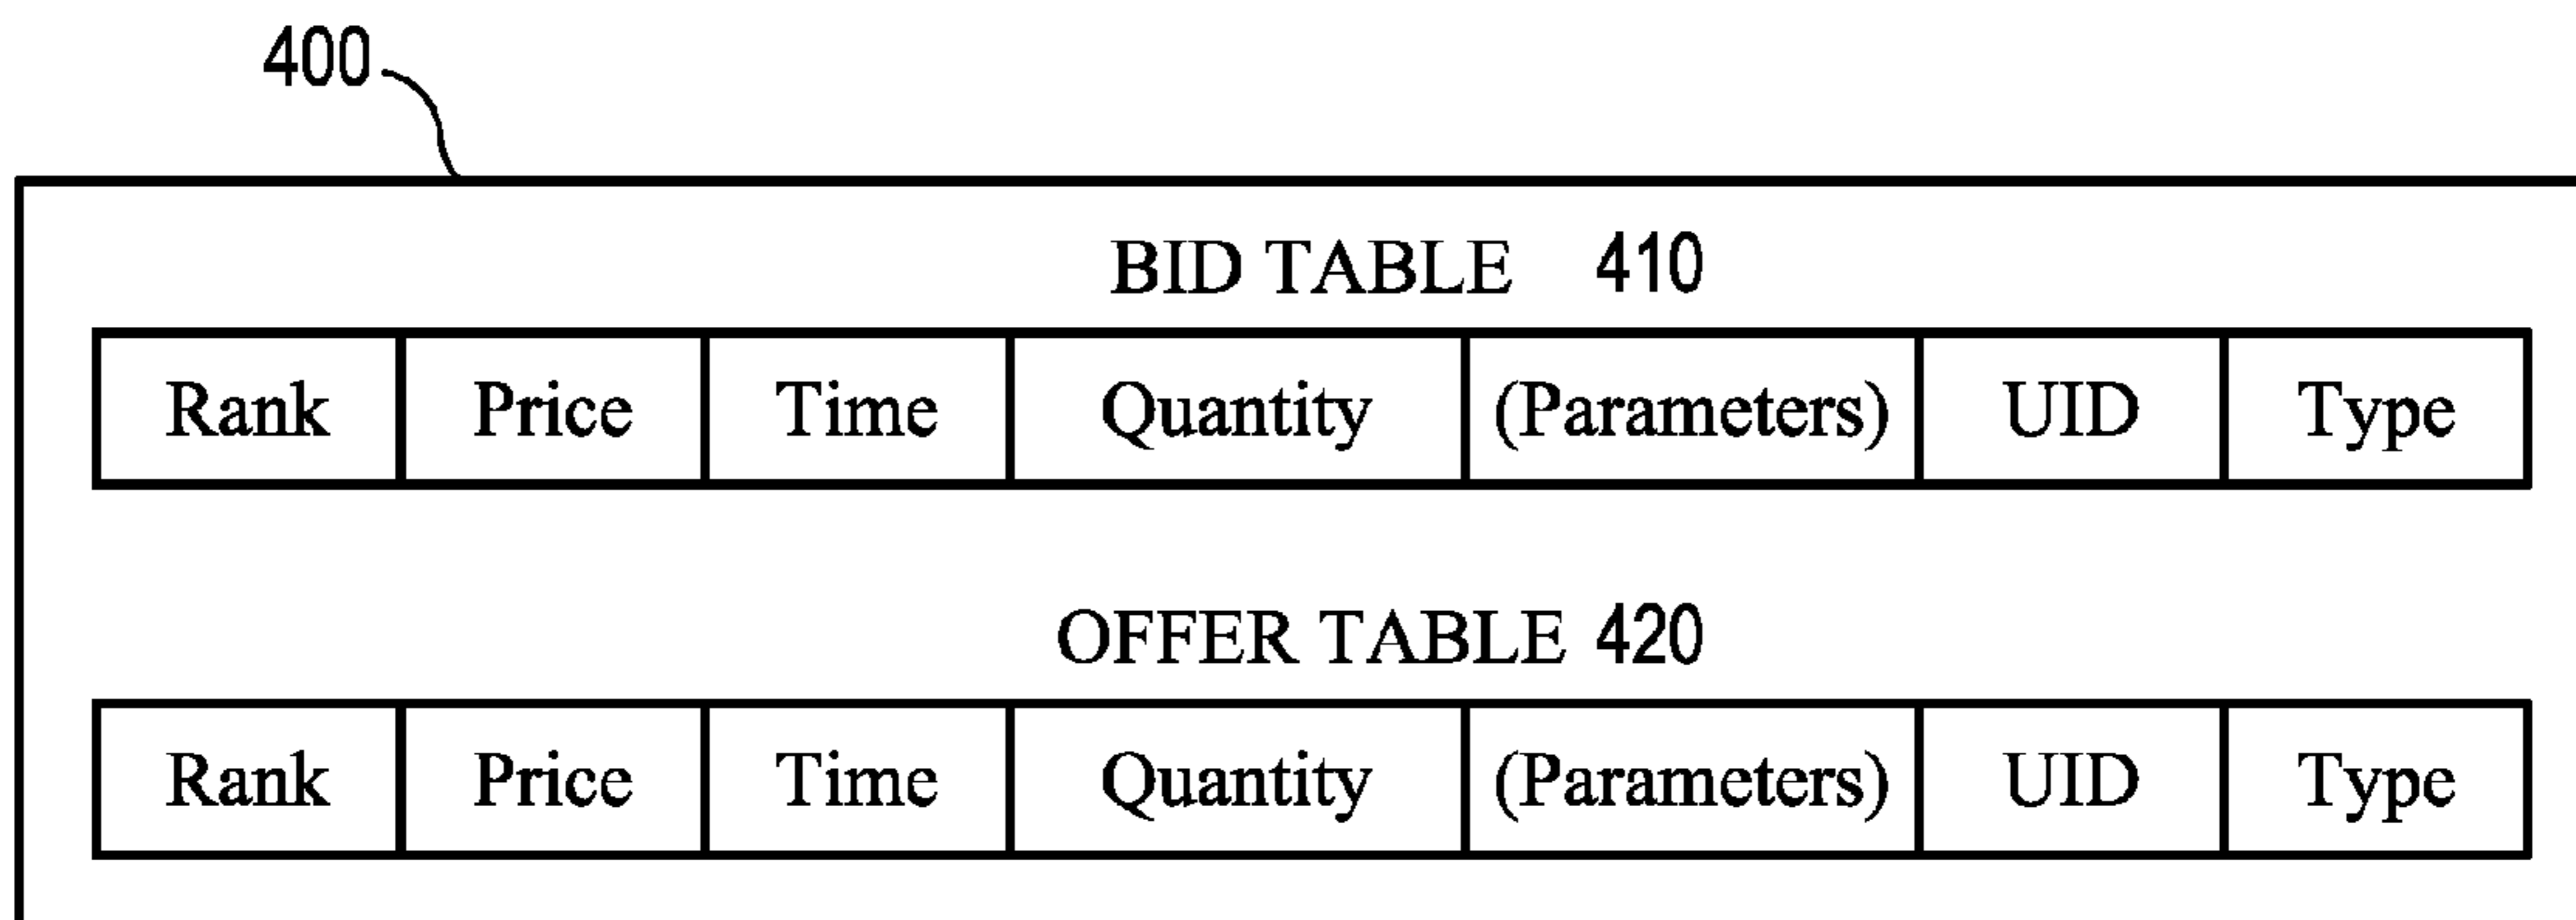 400
BID TABLE 410
Rank Price Time Quantity (Parameters) UID Type
OFFER TABLE 420
Rank Price Time Quantity (Parameters) UID Type